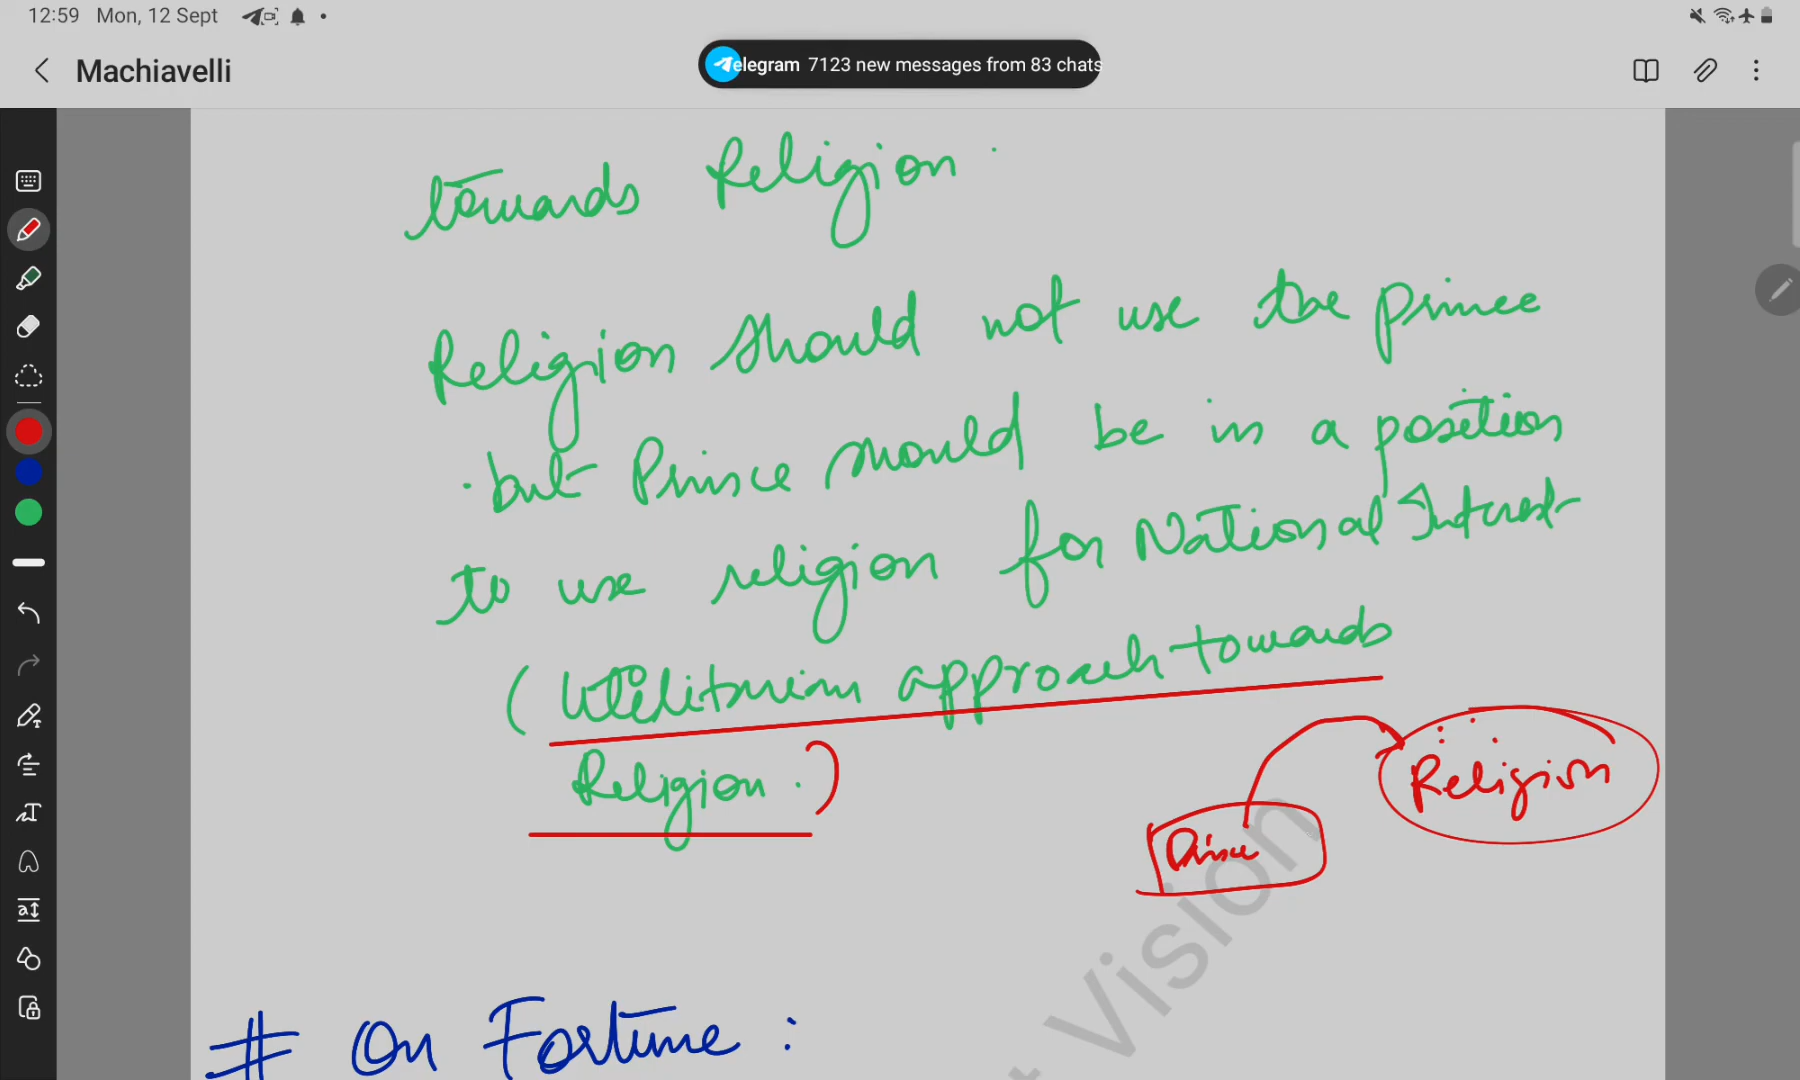 12:59 Mon, 12 Sept
Machiavelli
Telegram 7123 new messages from 83 chats
towards Religion.
Religion should not use the prince
but Prince should be in a position
to use religion for National Interest
(Utilitarian approach towards
Religion.)
Religion
Prince
# On Fortune:
Vision